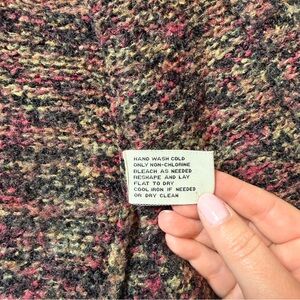 HAND WASH COLD
ONLY NON-CHLORINE
BLEACH AS NEEDED
RESHAPE AND LAY
FLAT TO DRY
COOL IRON IF NEEDED
OR DRY CLEAN